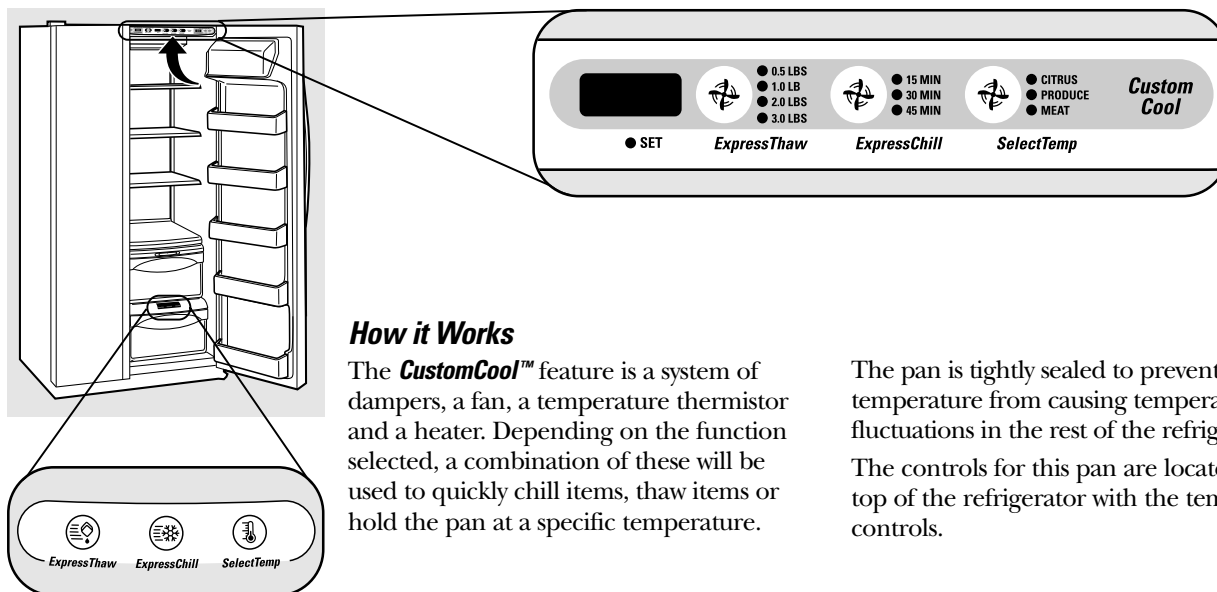 0.5 LBS
1.0 LB
2.0 LBS
3.0 LBS
15 MIN
30 MIN
45 MIN
CITRUS
PRODUCE
MEAT
Custom
Cool
SET
ExpressThaw
ExpressChill
SelectTemp
How it Works
The CustomCool™ feature is a system of
dampers, a fan, a temperature thermistor
and a heater. Depending on the function
selected, a combination of these will be
used to quickly chill items, thaw items or
hold the pan at a specific temperature.
The pan is tightly sealed to prevent
temperature from causing
fluctuations in the rest of the
The controls for this pan are
top of the refrigerator with the
controls.
ExpressThaw
ExpressChill
SelectTemp